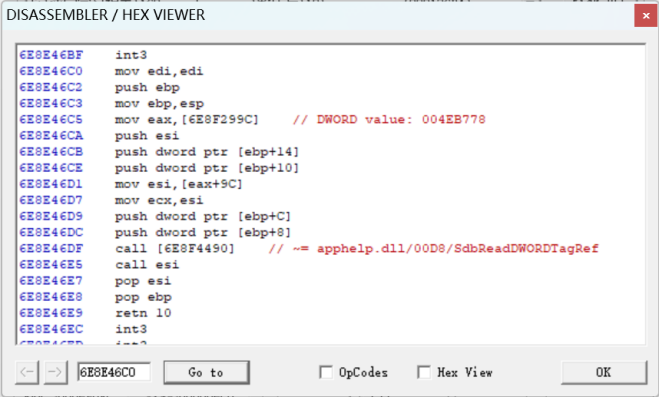 DISASSEMBLER / HEX VIEWER
6E8E46BF int3
6E8E46C0 mov edi,edi
6E8E46C2 push ebp
6E8E46C3 mov ebp,esp
6E8E46C5 mov eax,[6E8F299C] // DWORD value: 004EB778
6E8E46CA push esi
6E8E46CB push dword ptr [ebp+14]
6E8E46CE push dword ptr [ebp+10]
6E8E46D1 mov esi,[eax+9C]
6E8E46D7 mov ecx,esi
6E8E46D9 push dword ptr [ebp+C]
6E8E46DC push dword ptr [ebp+8]
6E8E46DF call [6E8F4490] // ~= apphelp.dll/00D8/SdbReadDWORDTagRef
6E8E46E5 call esi
6E8E46E7 pop esi
6E8E46E8 pop ebp
6E8E46E9 retn 10
6E8E46EC int3
<- -> 6E8E46C0 Go to OpCodes Hex View OK